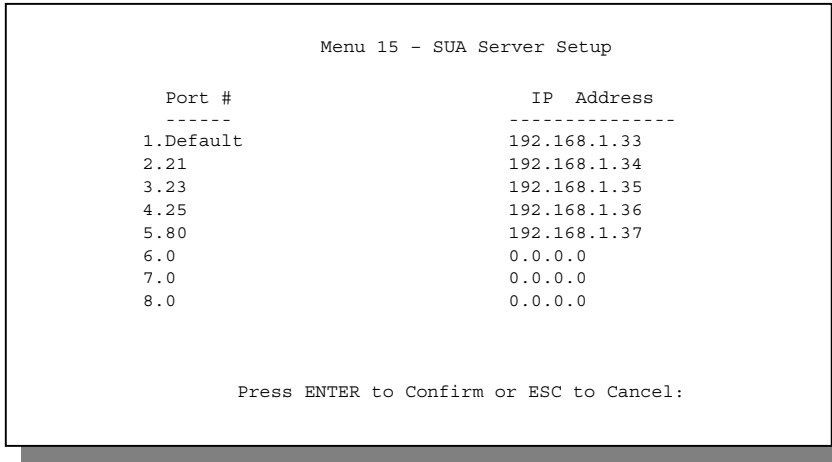 Menu 15 – SUA Server Setup
Port # IP Address
------ ---------------
1.Default 192.168.1.33
2.21 192.168.1.34
3.23 192.168.1.35
4.25 192.168.1.36
5.80 192.168.1.37
6.0 0.0.0.0
7.0 0.0.0.0
8.0 0.0.0.0
Press ENTER to Confirm or ESC to Cancel: